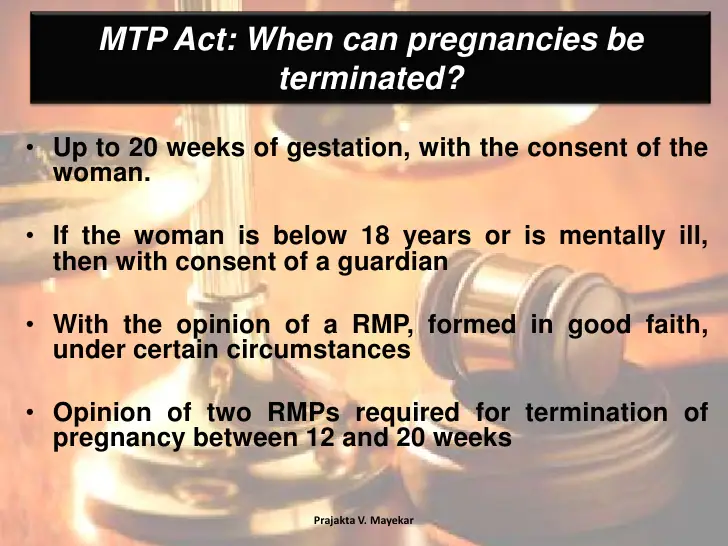 MTP Act: When can pregnancies be
terminated?
• Up to 20 weeks of gestation, with the consent of the
woman.
• If the woman is below 18 years or is mentally ill,
then with consent of a guardian
• With the opinion of a RMP, formed in good faith,
under certain circumstances
• Opinion of two RMPs required for termination of
pregnancy between 12 and 20 weeks
Prajakta V. Mayekar